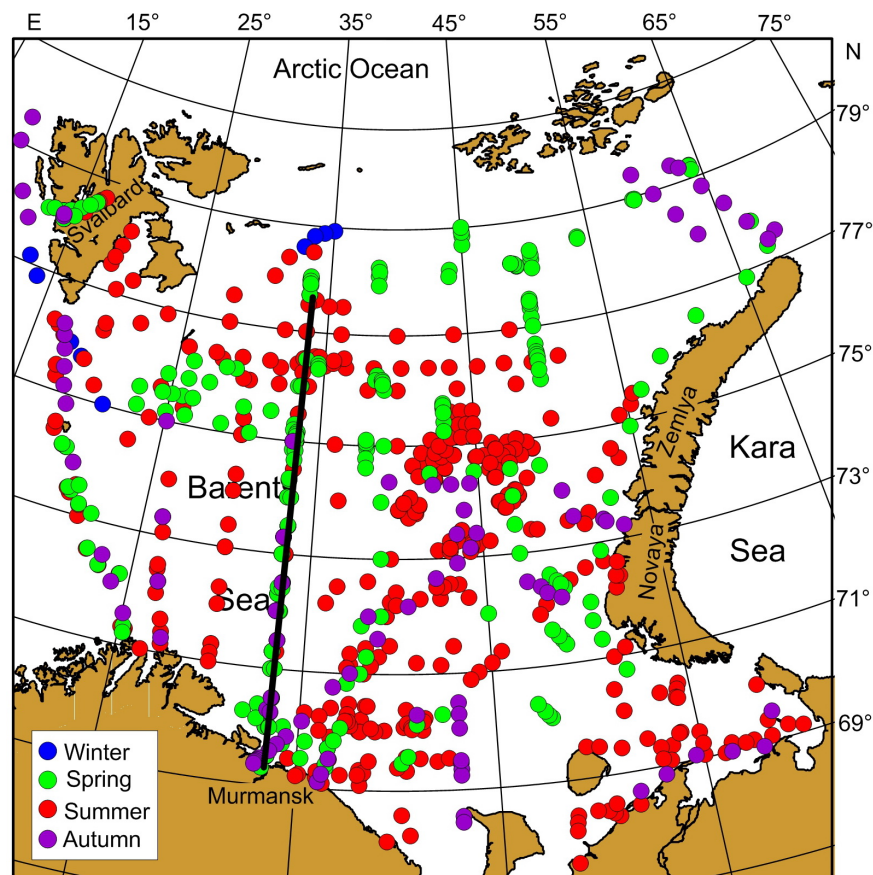 E 15° 25° 35° 45° 55° 65° 75°
N
Arctic Ocean
79°
Svalbard
77°
75°
Zemlya
Kara
73°
Barents
Novaya
Sea
Sea
71°
69°
Winter
Spring
Summer
Autumn
Murmansk